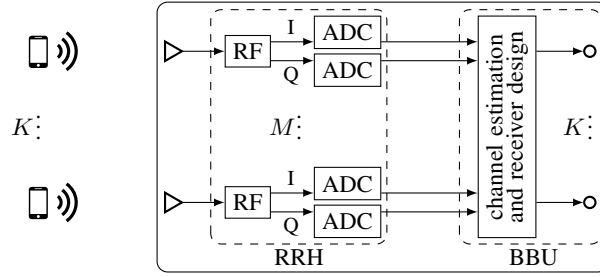 I
RF
ADC
Q
ADC
K
M
channel estimation
and receiver design
K
I
RF
ADC
Q
ADC
RRH
BBU